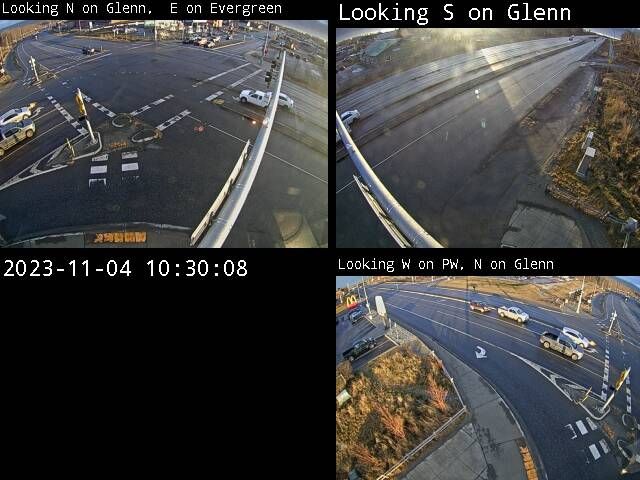 Looking N on Glenn,  E on Evergreen
Looking S on Glenn
2023-11-04 10:30:08
Looking W on PW, N on Glenn